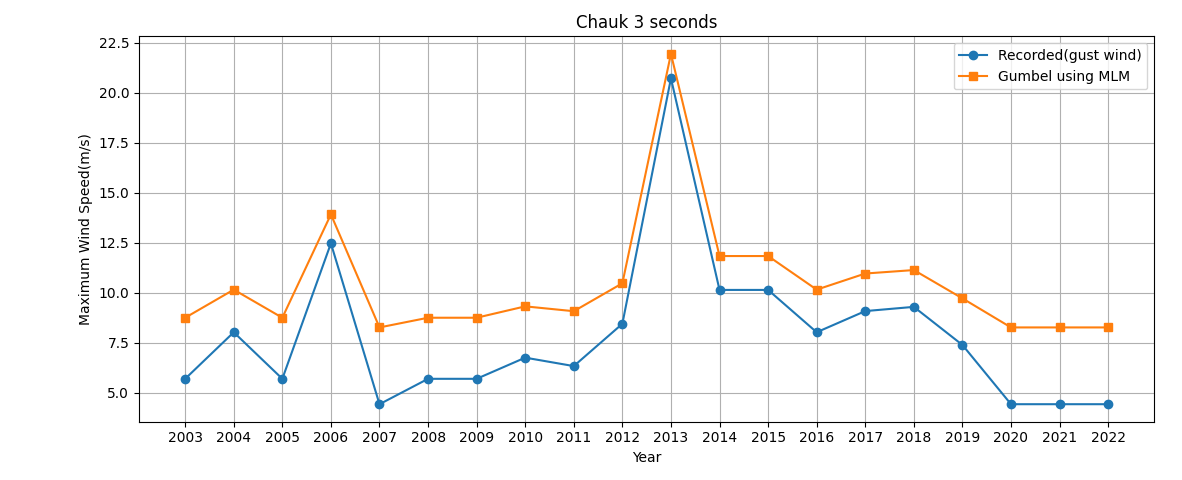 Chauk 3 seconds
Maximum Wind Speed(m/s)
22.5
20.0
17.5
15.0
12.5
10.0
7.5
5.0
Recorded(gust wind)
Gumbel using MLM
2003 2004 2005 2006 2007 2008 2009 2010 2011 2012 2013 2014 2015 2016 2017 2018 2019 2020 2021 2022
Year